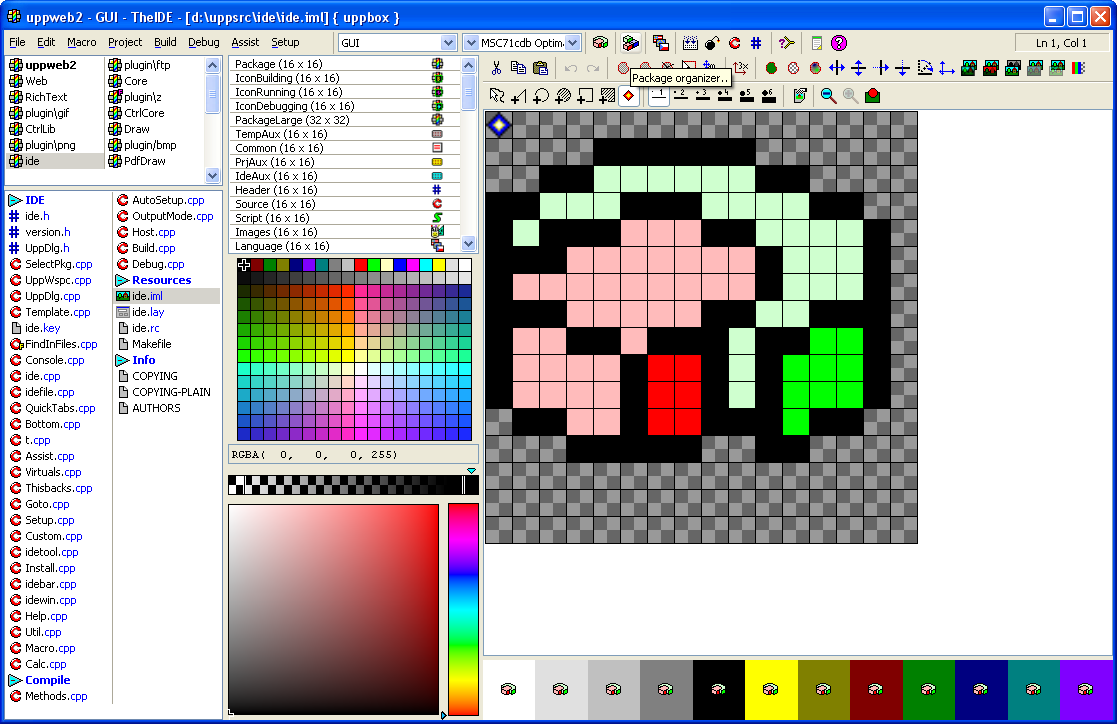 uppweb2 - GUI - TheIDE - [d:\uppsrc\ide\ide.iml] { uppbox }
File Edit Macro Project Build Debug Assist Setup
GUI
MSC71cdb Optim
Ln 1, Col 1
Package organizer..
uppweb2
Web
RichText
plugin\gif
CtrlLib
plugin\png
ide
plugin\ftp
Core
plugin\z
CtrlCore
Draw
plugin/bmp
PdfDraw
IDE
ide.h
version.h
UppDlg.h
SelectPkg.cpp
UppWspc.cpp
UppDlg.cpp
Template.cpp
ide.key
FindInFiles.cpp
Console.cpp
ide.cpp
idefile.cpp
QuickTabs.cpp
Bottom.cpp
t.cpp
Assist.cpp
Virtuals.cpp
Thisbacks.cpp
Goto.cpp
Setup.cpp
Custom.cpp
idetool.cpp
Install.cpp
idebar.cpp
idewin.cpp
Help.cpp
Util.cpp
Macro.cpp
Calc.cpp
Compile
Methods.cpp
AutoSetup.cpp
OutputMode.cpp
Host.cpp
Build.cpp
Debug.cpp
Resources
ide.iml
ide.lay
ide.rc
Makefile
Info
COPYING
COPYING-PLAIN
AUTHORS
Package (16 x 16)
IconBuilding (16 x 16)
IconRunning (16 x 16)
IconDebugging (16 x 16)
PackageLarge (32 x 32)
TempAux (16 x 16)
Common (16 x 16)
PrjAux (16 x 16)
IdeAux (16 x 16)
Header (16 x 16)
Source (16 x 16)
Script (16 x 16)
Images (16 x 16)
Language (16 x 16)
RGBA( 0, 0, 0, 255)